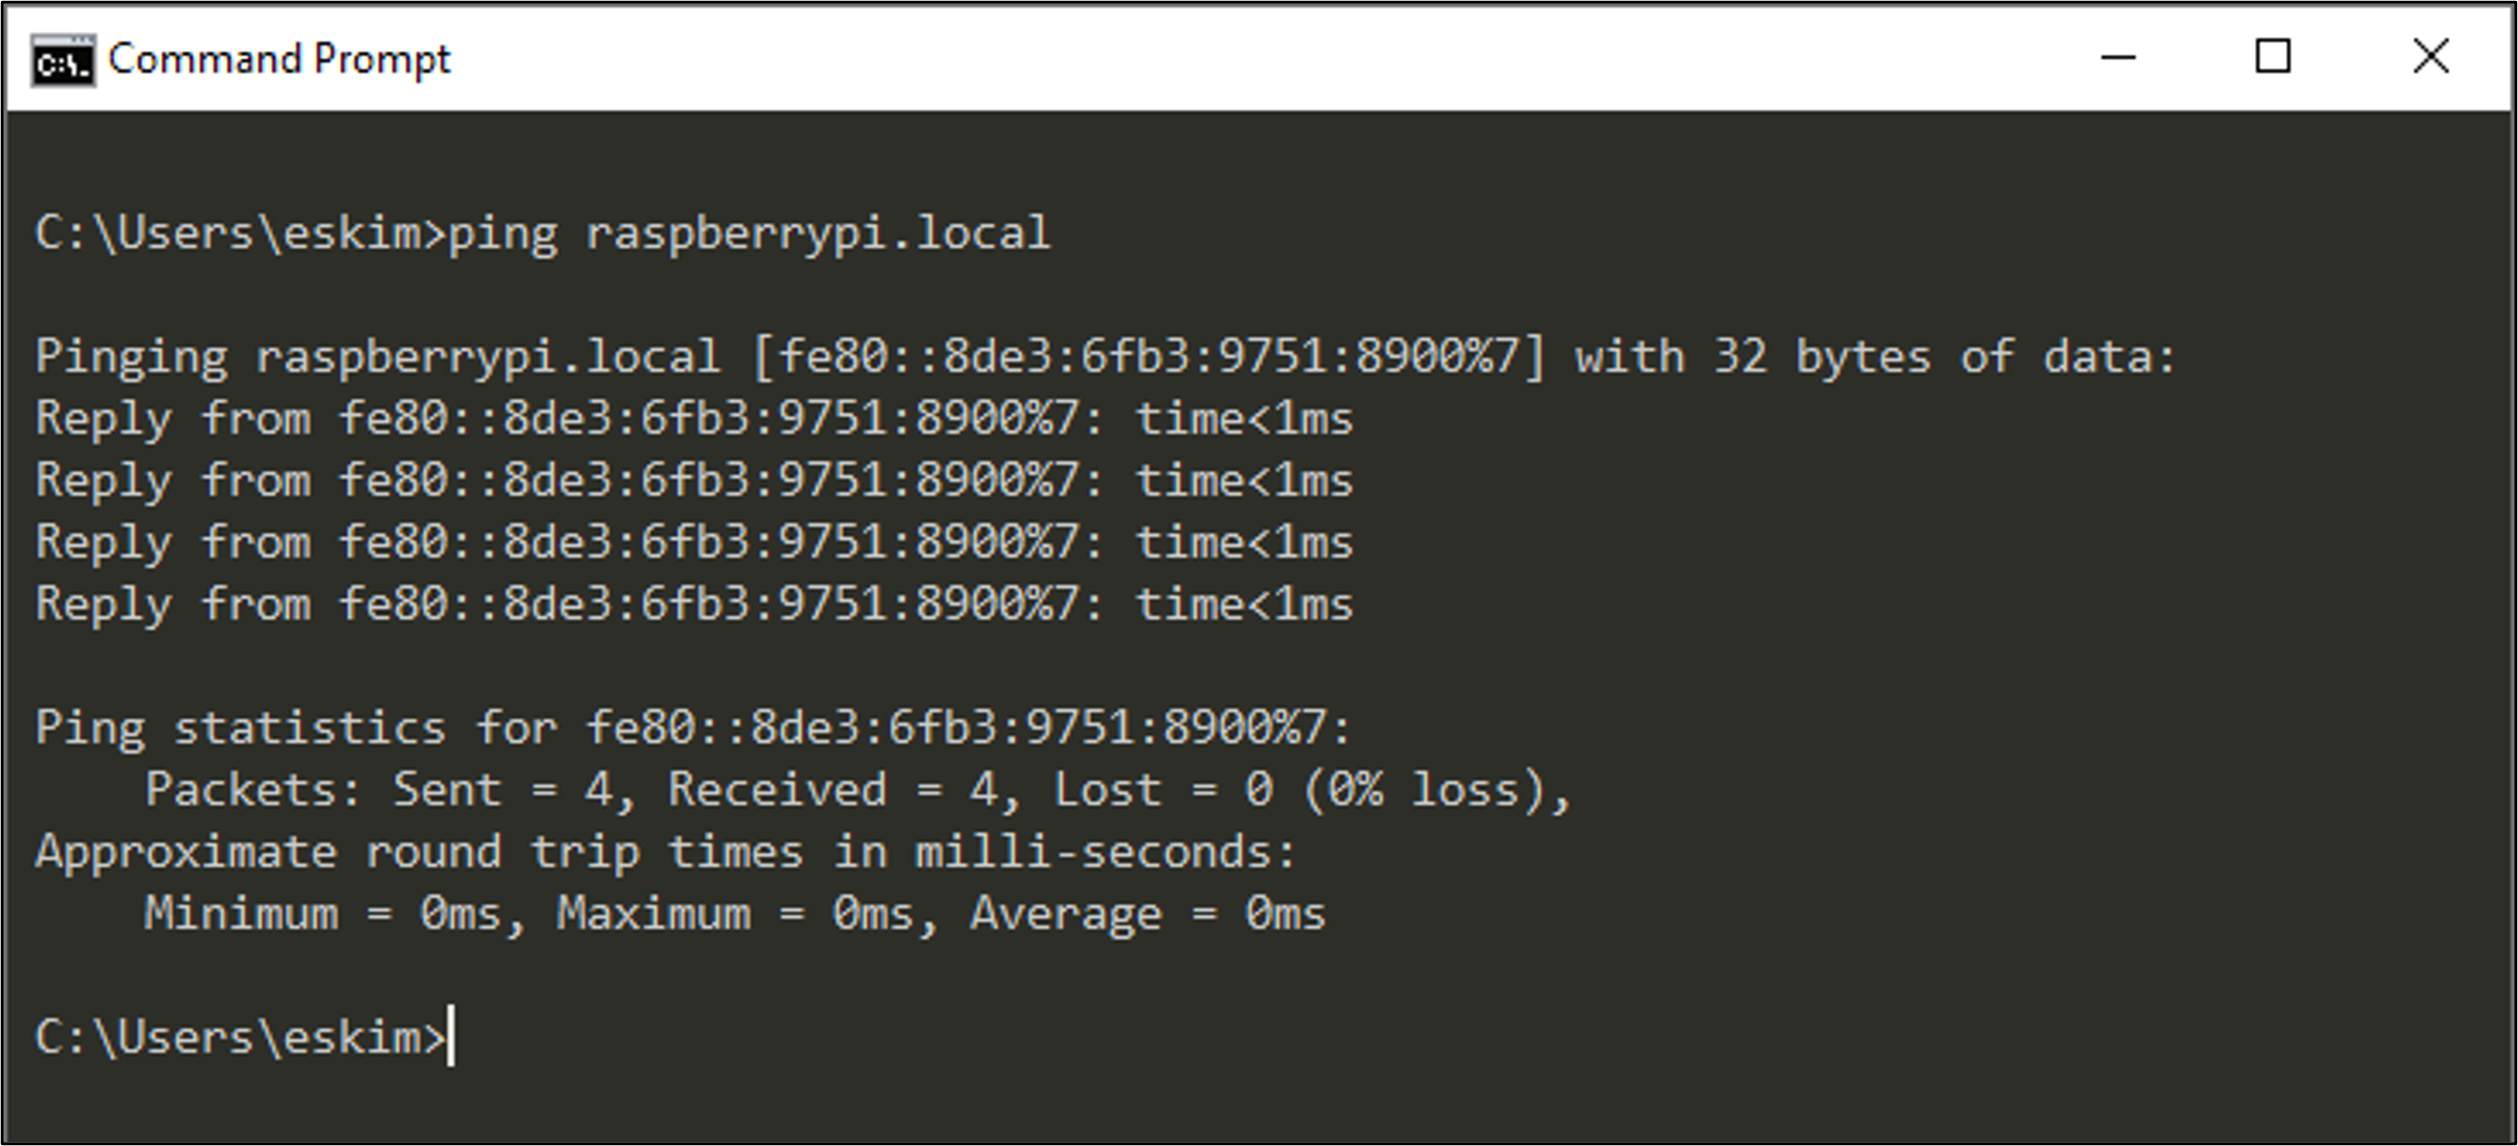 Command Prompt
C:\Users\eskim>ping raspberrypi.local
Pinging raspberrypi.local [fe80::8de3:6fb3:9751:8900%7] with 32 bytes of data:
Reply from fe80::8de3:6fb3:9751:8900%7: time<1ms
Reply from fe80::8de3:6fb3:9751:8900%7: time<1ms
Reply from fe80::8de3:6fb3:9751:8900%7: time<1ms
Reply from fe80::8de3:6fb3:9751:8900%7: time<1ms
Ping statistics for fe80::8de3:6fb3:9751:8900%7:
    Packets: Sent = 4, Received = 4, Lost = 0 (0% loss),
Approximate round trip times in milli-seconds:
    Minimum = 0ms, Maximum = 0ms, Average = 0ms
C:\Users\eskim>